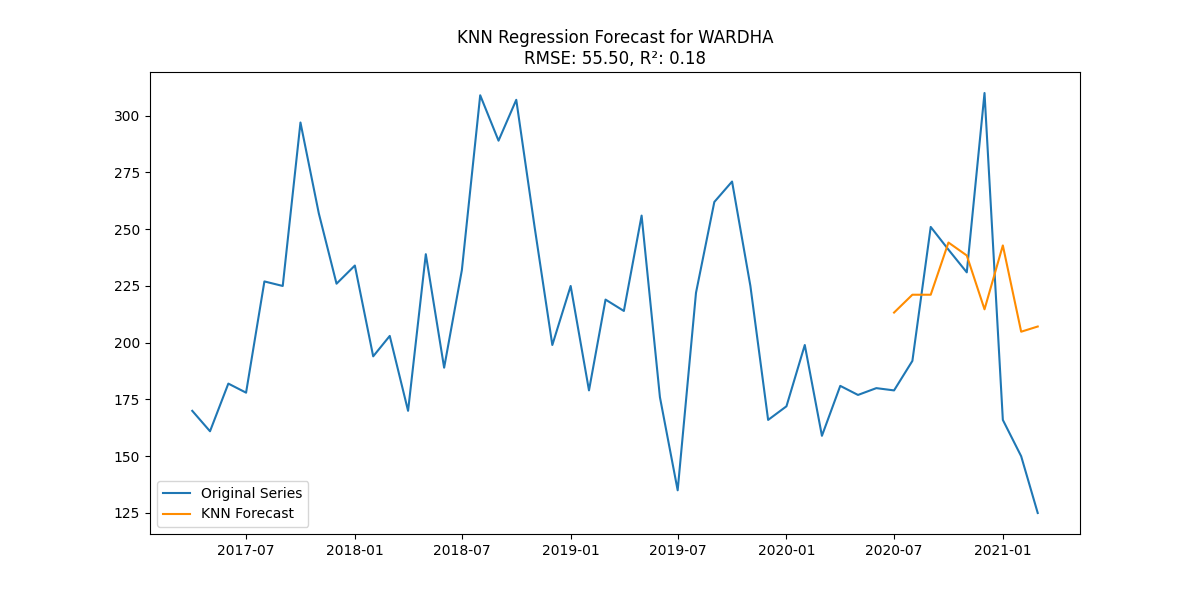 KNN Regression Forecast for WARDHA
RMSE: 55.50, R²: 0.18
300
275
250
225
200
175
150
125
Original Series
KNN Forecast
2017-07 2018-01 2018-07 2019-01 2019-07 2020-01 2020-07 2021-01